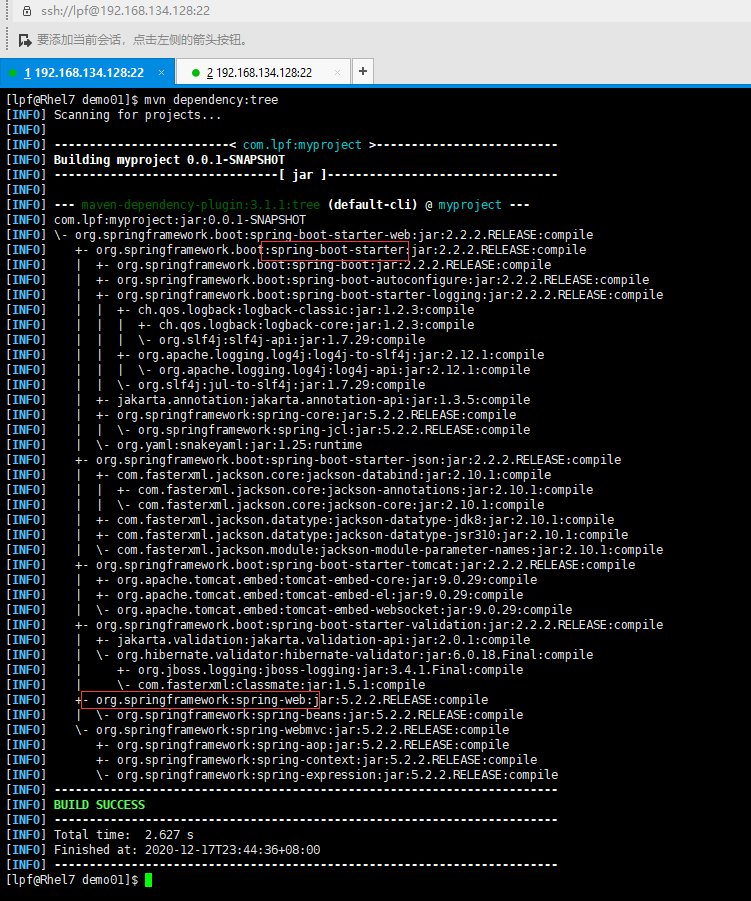 ssh://lpf@192.168.134.128:22
要添加当前会话，点击左侧的箭头按钮。
1 192.168.134.128:22 × 2 192.168.134.128:22 × +
[lpf@Rhel7 demo01]$ mvn dependency:tree
[INFO] Scanning for projects...
[INFO]
[INFO] -------------------------< com.lpf:myproject >--------------------------
[INFO] Building myproject 0.0.1-SNAPSHOT
[INFO] --------------------------------[ jar ]---------------------------------
[INFO]
[INFO] --- maven-dependency-plugin:3.1.1:tree (default-cli) @ myproject ---
[INFO] com.lpf:myproject:jar:0.0.1-SNAPSHOT
[INFO] \- org.springframework.boot:spring-boot-starter-web:jar:2.2.2.RELEASE:compile
[INFO]    +- org.springframework.boot:spring-boot-starter:jar:2.2.2.RELEASE:compile
[INFO]    |  +- org.springframework.boot:spring-boot:jar:2.2.2.RELEASE:compile
[INFO]    |  +- org.springframework.boot:spring-boot-autoconfigure:jar:2.2.2.RELEASE:compile
[INFO]    |  +- org.springframework.boot:spring-boot-starter-logging:jar:2.2.2.RELEASE:compile
[INFO]    |  |  +- ch.qos.logback:logback-classic:jar:1.2.3:compile
[INFO]    |  |  |  +- ch.qos.logback:logback-core:jar:1.2.3:compile
[INFO]    |  |  |  \- org.slf4j:slf4j-api:jar:1.7.29:compile
[INFO]    |  |  +- org.apache.logging.log4j:log4j-to-slf4j:jar:2.12.1:compile
[INFO]    |  |  |  \- org.apache.logging.log4j:log4j-api:jar:2.12.1:compile
[INFO]    |  |  \- org.slf4j:jul-to-slf4j:jar:1.7.29:compile
[INFO]    |  +- jakarta.annotation:jakarta.annotation-api:jar:1.3.5:compile
[INFO]    |  +- org.springframework:spring-core:jar:5.2.2.RELEASE:compile
[INFO]    |  |  \- org.springframework:spring-jcl:jar:5.2.2.RELEASE:compile
[INFO]    |  \- org.yaml:snakeyaml:jar:1.25:runtime
[INFO]    +- org.springframework.boot:spring-boot-starter-json:jar:2.2.2.RELEASE:compile
[INFO]    |  +- com.fasterxml.jackson.core:jackson-databind:jar:2.10.1:compile
[INFO]    |  |  +- com.fasterxml.jackson.core:jackson-annotations:jar:2.10.1:compile
[INFO]    |  |  \- com.fasterxml.jackson.core:jackson-core:jar:2.10.1:compile
[INFO]    |  +- com.fasterxml.jackson.datatype:jackson-datatype-jdk8:jar:2.10.1:compile
[INFO]    |  +- com.fasterxml.jackson.datatype:jackson-datatype-jsr310:jar:2.10.1:compile
[INFO]    |  \- com.fasterxml.jackson.module:jackson-module-parameter-names:jar:2.10.1:compile
[INFO]    +- org.springframework.boot:spring-boot-starter-tomcat:jar:2.2.2.RELEASE:compile
[INFO]    |  +- org.apache.tomcat.embed:tomcat-embed-core:jar:9.0.29:compile
[INFO]    |  +- org.apache.tomcat.embed:tomcat-embed-el:jar:9.0.29:compile
[INFO]    |  \- org.apache.tomcat.embed:tomcat-embed-websocket:jar:9.0.29:compile
[INFO]    +- org.springframework.boot:spring-boot-starter-validation:jar:2.2.2.RELEASE:compile
[INFO]    |  +- jakarta.validation:jakarta.validation-api:jar:2.0.1:compile
[INFO]    |  \- org.hibernate.validator:hibernate-validator:jar:6.0.18.Final:compile
[INFO]    |     +- org.jboss.logging:jboss-logging:jar:3.4.1.Final:compile
[INFO]    |     \- com.fasterxml:classmate:jar:1.5.1:compile
[INFO]    +- org.springframework:spring-web:jar:5.2.2.RELEASE:compile
[INFO]    |  \- org.springframework:spring-beans:jar:5.2.2.RELEASE:compile
[INFO]    \- org.springframework:spring-webmvc:jar:5.2.2.RELEASE:compile
[INFO]       +- org.springframework:spring-aop:jar:5.2.2.RELEASE:compile
[INFO]       +- org.springframework:spring-context:jar:5.2.2.RELEASE:compile
[INFO]       \- org.springframework:spring-expression:jar:5.2.2.RELEASE:compile
[INFO] ------------------------------------------------------------------------
[INFO] BUILD SUCCESS
[INFO] ------------------------------------------------------------------------
[INFO] Total time:  2.627 s
[INFO] Finished at: 2020-12-17T23:44:36+08:00
[INFO] ------------------------------------------------------------------------
[lpf@Rhel7 demo01]$